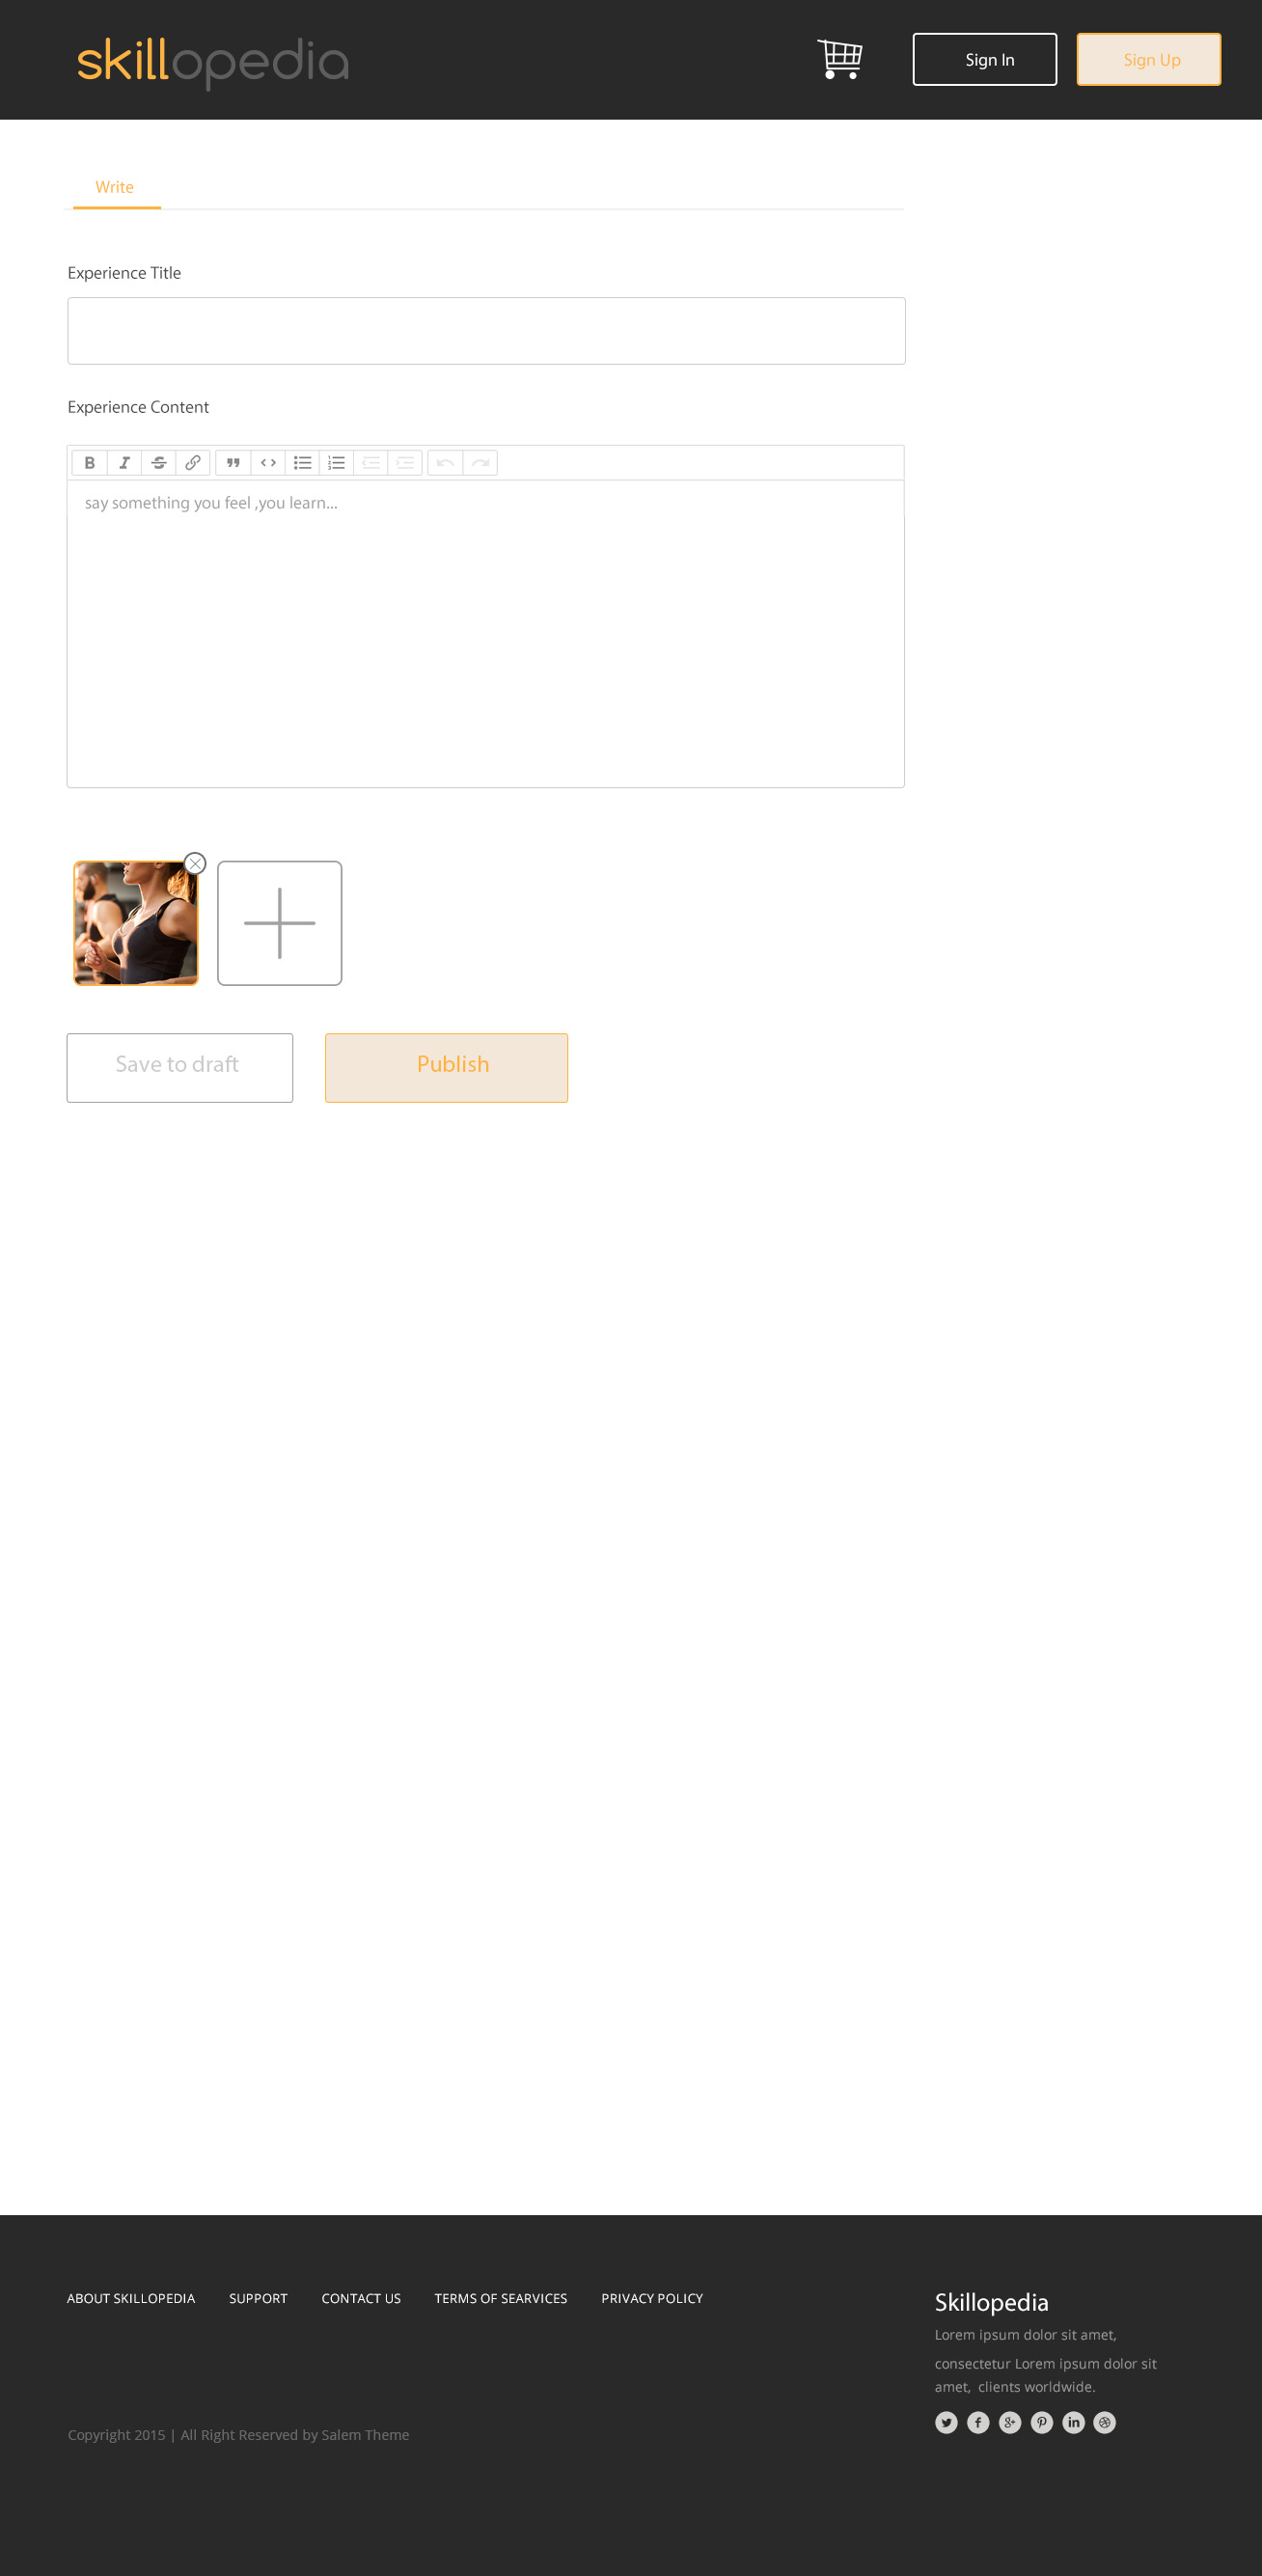 skillopedia
Sign In
Sign Up
Write
Experience Title
Experience Content
say something you feel ,you learn...
Save to draft
Publish
ABOUT SKILLOPEDIA
SUPPORT
CONTACT US
TERMS OF SEARVICES
PRIVACY POLICY
Skillopedia
Lorem ipsum dolor sit amet,
consectetur Lorem ipsum dolor sit
amet, clients worldwide.
Copyright 2015 | All Right Reserved by Salem Theme